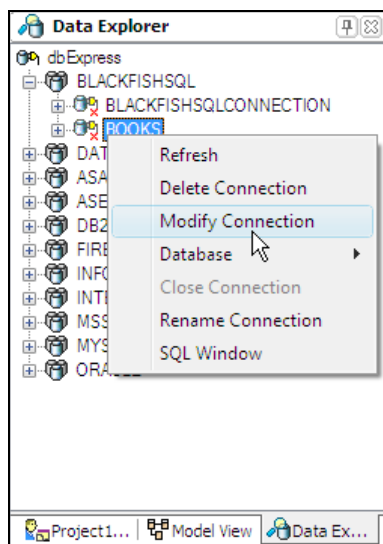 Data Explorer
dbExpress
BLACKFISHSQL
BLACKFISHSQLCONNECTION
BOOKS
DAT
ASA
ASE
DB2
FIRE
INFO
INTE
MSS
MYS
Refresh
Delete Connection
Modify Connection
Database
Close Connection
Rename Connection
SQL Window
Project1... Model View Data Ex...